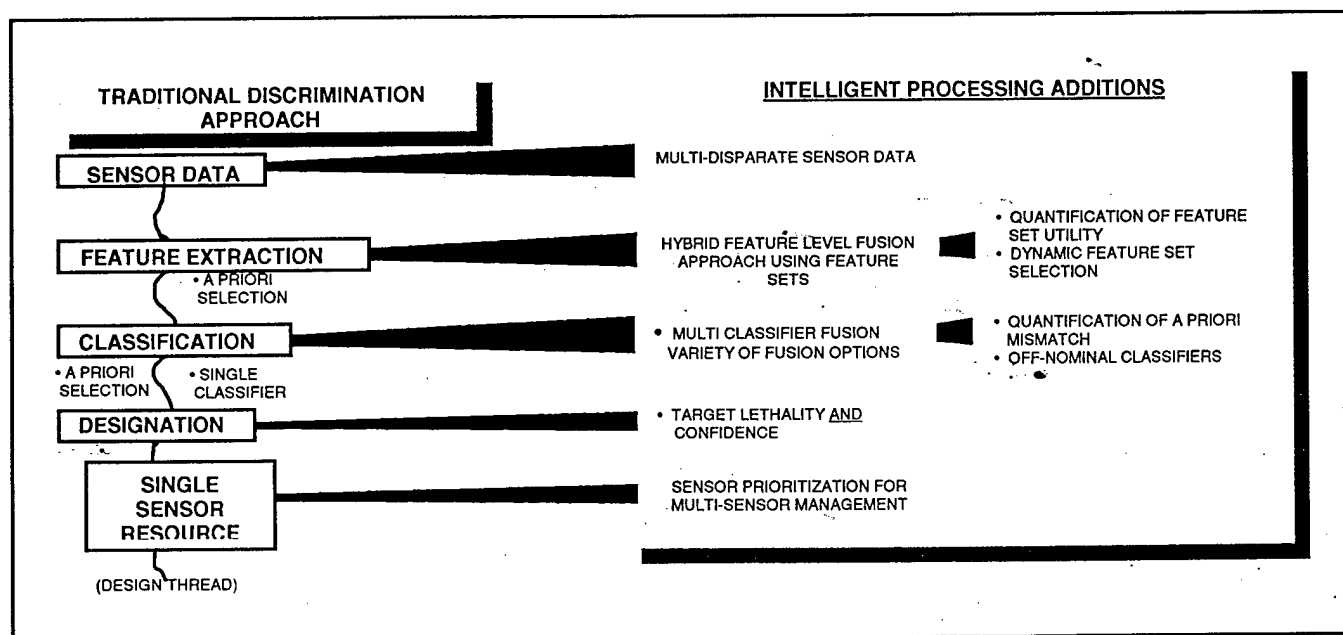 TRADITIONAL DISCRIMINATION
APPROACH
SENSOR DATA
FEATURE EXTRACTION
• A PRIORI
SELECTION
CLASSIFICATION
• A PRIORI
SELECTION
• SINGLE
CLASSIFIER
DESIGNATION
SINGLE
SENSOR
RESOURCE
(DESIGN THREAD)
INTELLIGENT PROCESSING ADDITIONS
MULTI-DISPARATE SENSOR DATA
HYBRID FEATURE LEVEL FUSION
APPROACH USING FEATURE
SETS
• QUANTIFICATION OF FEATURE
SET UTILITY
• DYNAMIC FEATURE SET
SELECTION
• MULTI CLASSIFIER FUSION
VARIETY OF FUSION OPTIONS
• QUANTIFICATION OF A PRIORI
MISMATCH
• OFF-NOMINAL CLASSIFIERS
• TARGET LETHALITY AND
CONFIDENCE
SENSOR PRIORITIZATION FOR
MULTI-SENSOR MANAGEMENT